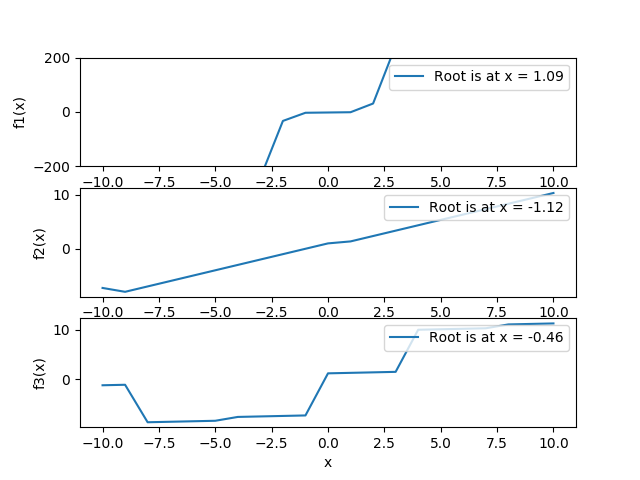 200
Root is at x = 1.09
f1(x)
0
−200
−10.0 −7.5 −5.0 −2.5 0.0 2.5 5.0 7.5 10.0
10
Root is at x = -1.12
f2(x)
0
−10.0 −7.5 −5.0 −2.5 0.0 2.5 5.0 7.5 10.0
10
Root is at x = -0.46
f3(x)
0
−10.0 −7.5 −5.0 −2.5 0.0 2.5 5.0 7.5 10.0
x